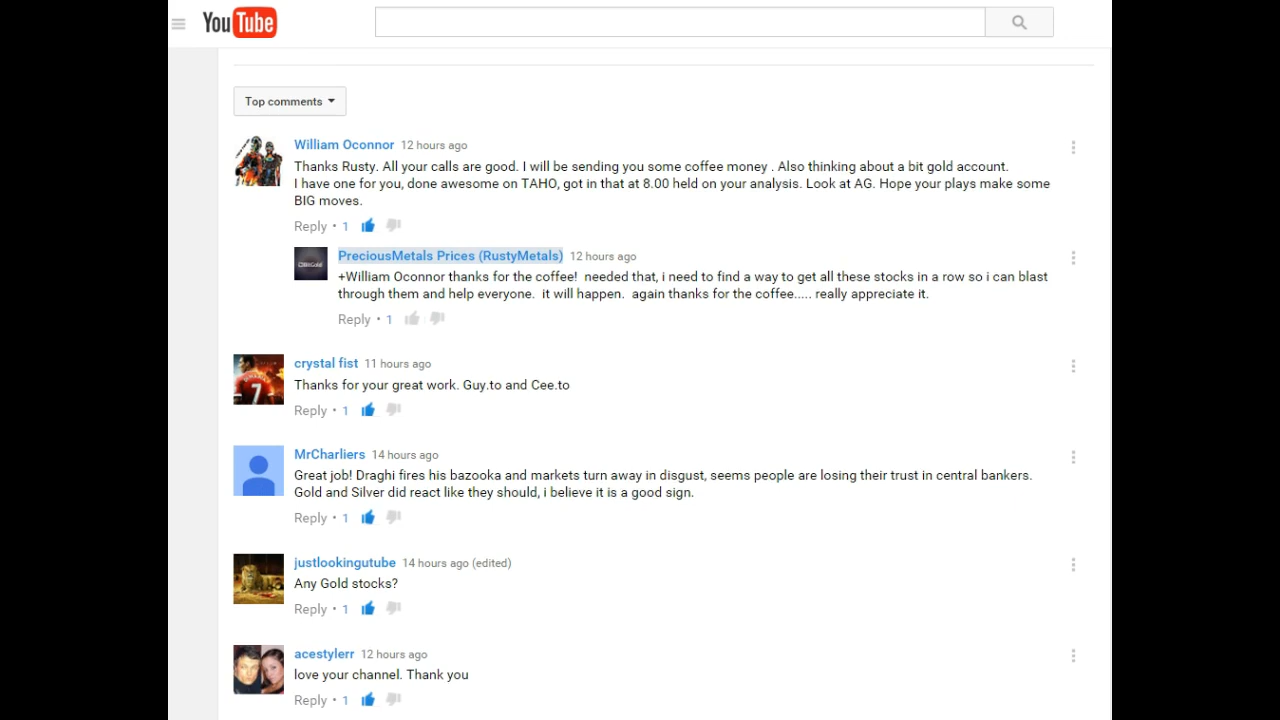 YouTube
Top comments
William Oconnor 12 hours ago
Thanks Rusty. All your calls are good. I will be sending you some coffee money . Also thinking about a bit gold account.
I have one for you, done awesome on TAHO, got in that at 8.00 held on your analysis. Look at AG. Hope your plays make some
BIG moves.
Reply • 1
PreciousMetals Prices (RustyMetals) 12 hours ago
BitGold
+William Oconnor thanks for the coffee!  needed that, i need to find a way to get all these stocks in a row so i can blast
through them and help everyone.  it will happen.  again thanks for the coffee..... really appreciate it.
Reply • 1
crystal fist 11 hours ago
7
Thanks for your great work. Guy.to and Cee.to
Reply • 1
MrCharliers 14 hours ago
Great job! Draghi fires his bazooka and markets turn away in disgust, seems people are losing their trust in central bankers.
Gold and Silver did react like they should, i believe it is a good sign.
Reply • 1
justlookingutube 14 hours ago (edited)
Any Gold stocks?
Reply • 1
acestylerr 12 hours ago
love your channel. Thank you
Reply • 1